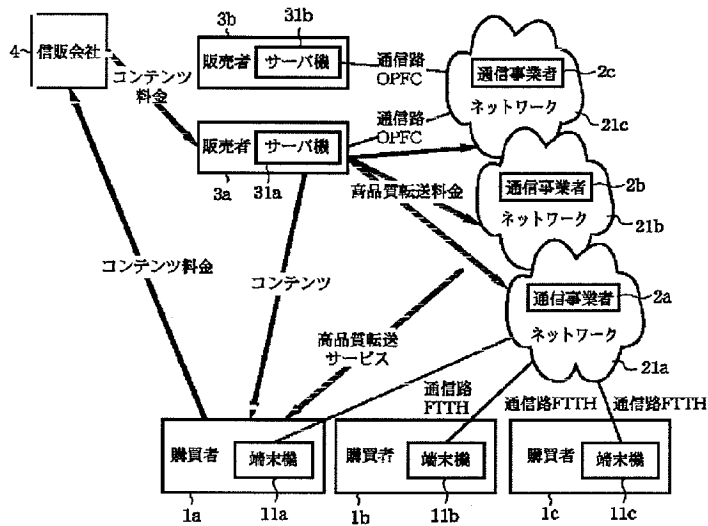 3b
31b
4
信販会社
販売者
サーバ機
通信路
OPFC
通信事業者
2c
ネットワーク
21c
コンテンツ
料金
通信路
OPFC
販売者
サーバ機
3a
31a
高品質転送料金
通信事業者
2b
ネットワーク
21b
コンテンツ料金
コンテンツ
通信事業者
2a
ネットワーク
21a
高品質転送
サービス
通信路
FTTH
通信路FTTH
通信路FTTH
購買者
端末機
購買者
端末機
購買者
端末機
1a
11a
1b
11b
1c
11c